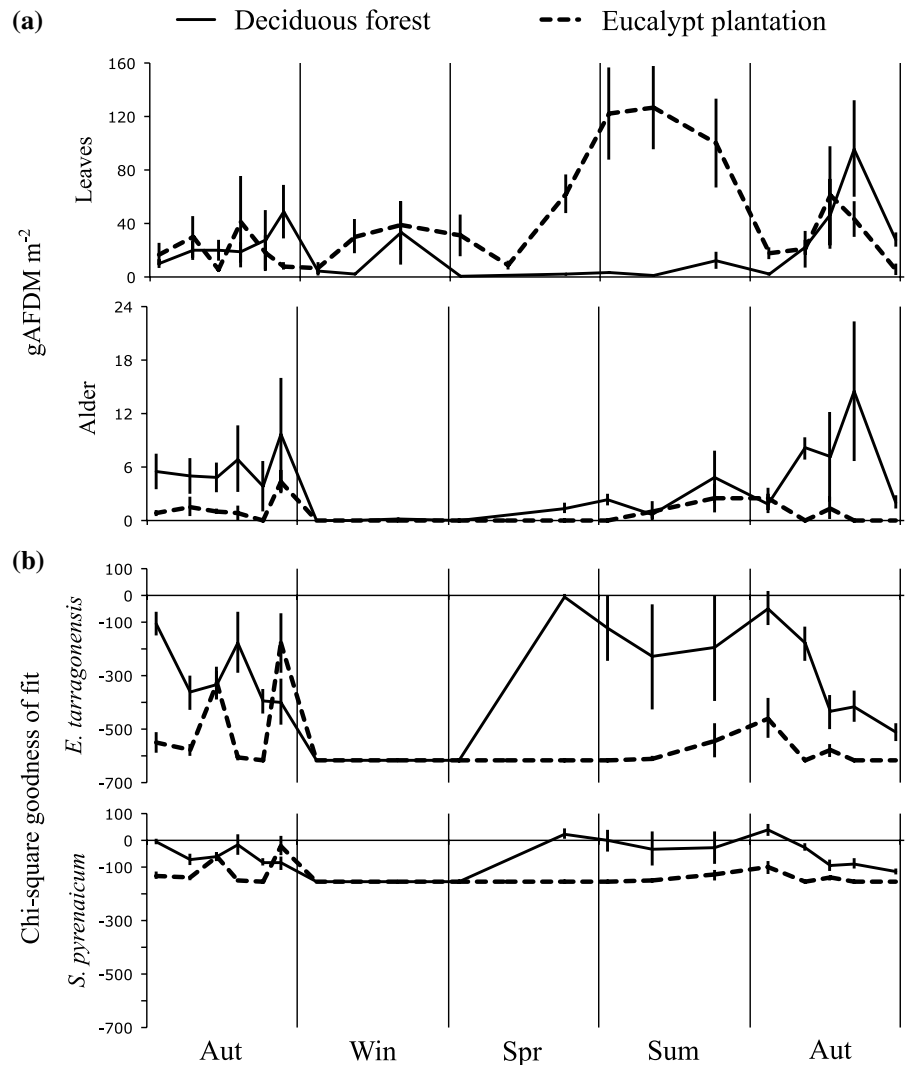 (a) Deciduous forest Eucalypt plantation
160
120
80
40
0
Leaves
24
18
12
6
0
Alder
gAFDM m⁻²
(b)
100
0
-100
-300
-500
-700
E. tarragonensis
100
0
-100
-300
-500
-700
S. pyrenaicum
Chi-square goodness of fit
Aut Win Spr Sum Aut